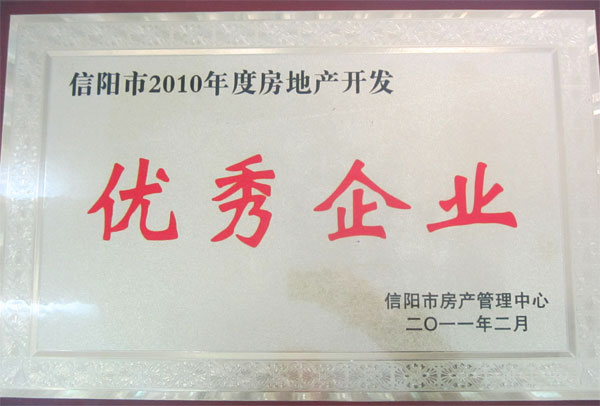 信阳市2010年度房地产开发
优秀企业
信阳市房产管理中心
二〇一一年二月